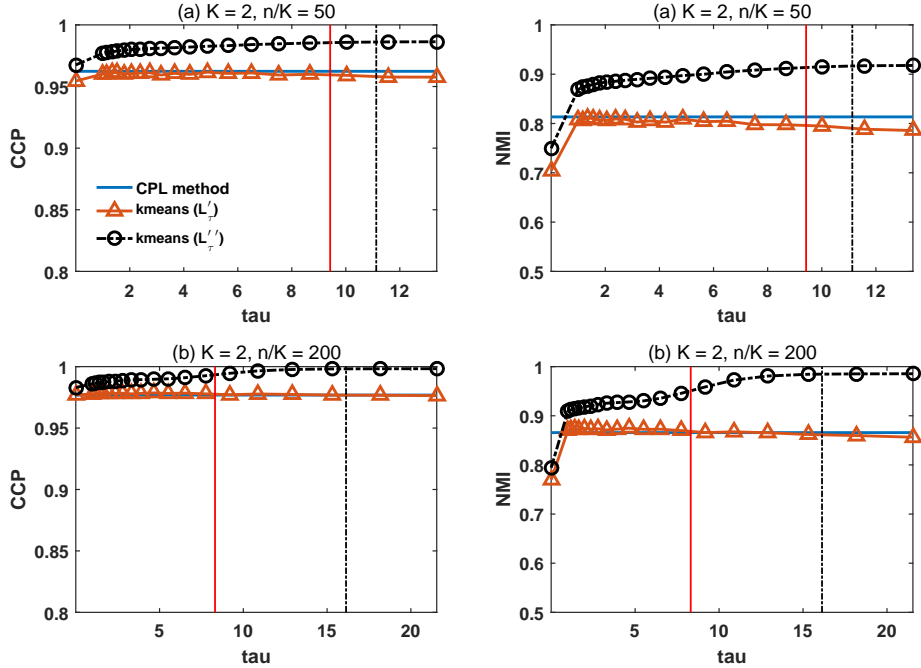 (a) K = 2, n/K = 50
1
0.95
0.9
0.85
0.8
CCP
CPL method
kmeans (L'τ)
kmeans (L''τ)
2 4 6 8 10 12
tau
(a) K = 2, n/K = 50
1
0.9
0.8
0.7
0.6
0.5
NMI
2 4 6 8 10 12
tau
(b) K = 2, n/K = 200
1
0.95
0.9
0.85
0.8
CCP
5 10 15 20
tau
(b) K = 2, n/K = 200
1
0.9
0.8
0.7
0.6
0.5
NMI
5 10 15 20
tau